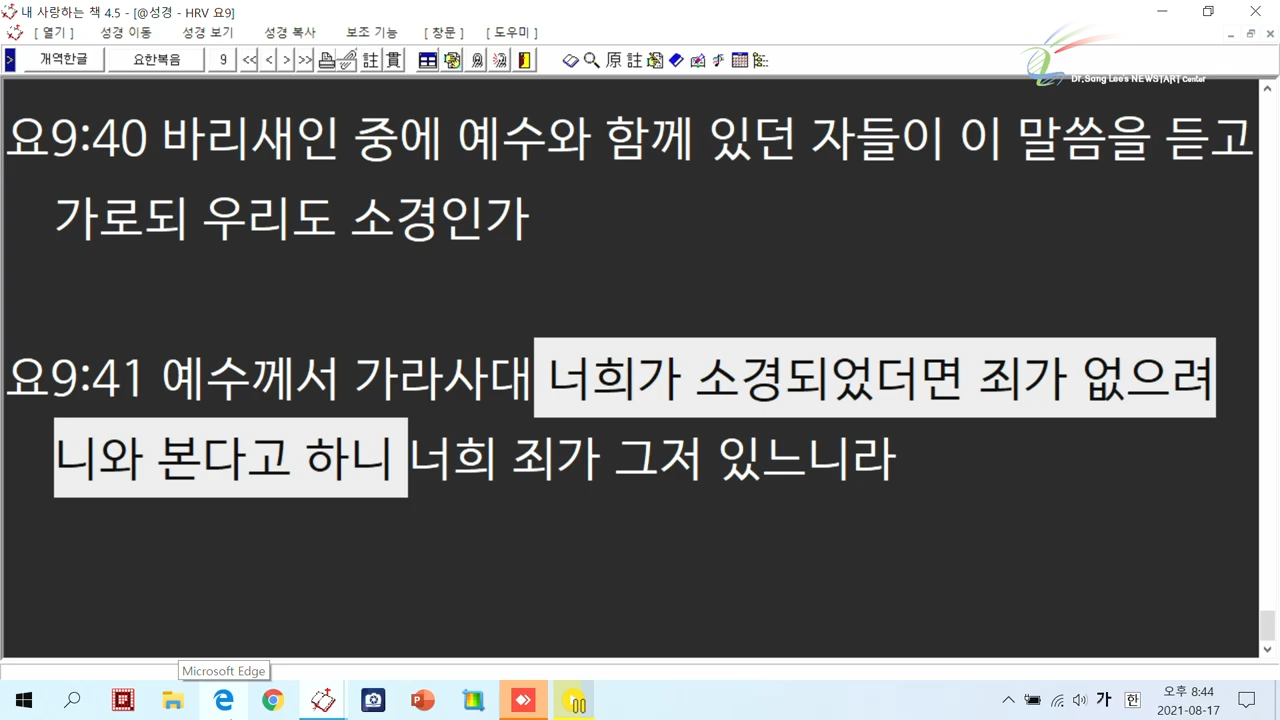 내 사랑하는 책 4.5 - [@성경 - HRV 요9]
[ 열기 ] 성경 이동 성경 보기 성경 복사 보조 기능 [ 창문 ] [ 도우미 ]
> 개역한글 요한복음 9 << < > >> 註 貫 原 註
Dr.Sang Lee's NEWSTART Center
요9:40 바리새인 중에 예수와 함께 있던 자들이 이 말씀을 듣고
가로되 우리도 소경인가
요9:41 예수께서 가라사대 너희가 소경되었더면 죄가 없으려
니와 본다고 하니 너희 죄가 그저 있느니라
Microsoft Edge
가 한 오후 8:44
2021-08-17